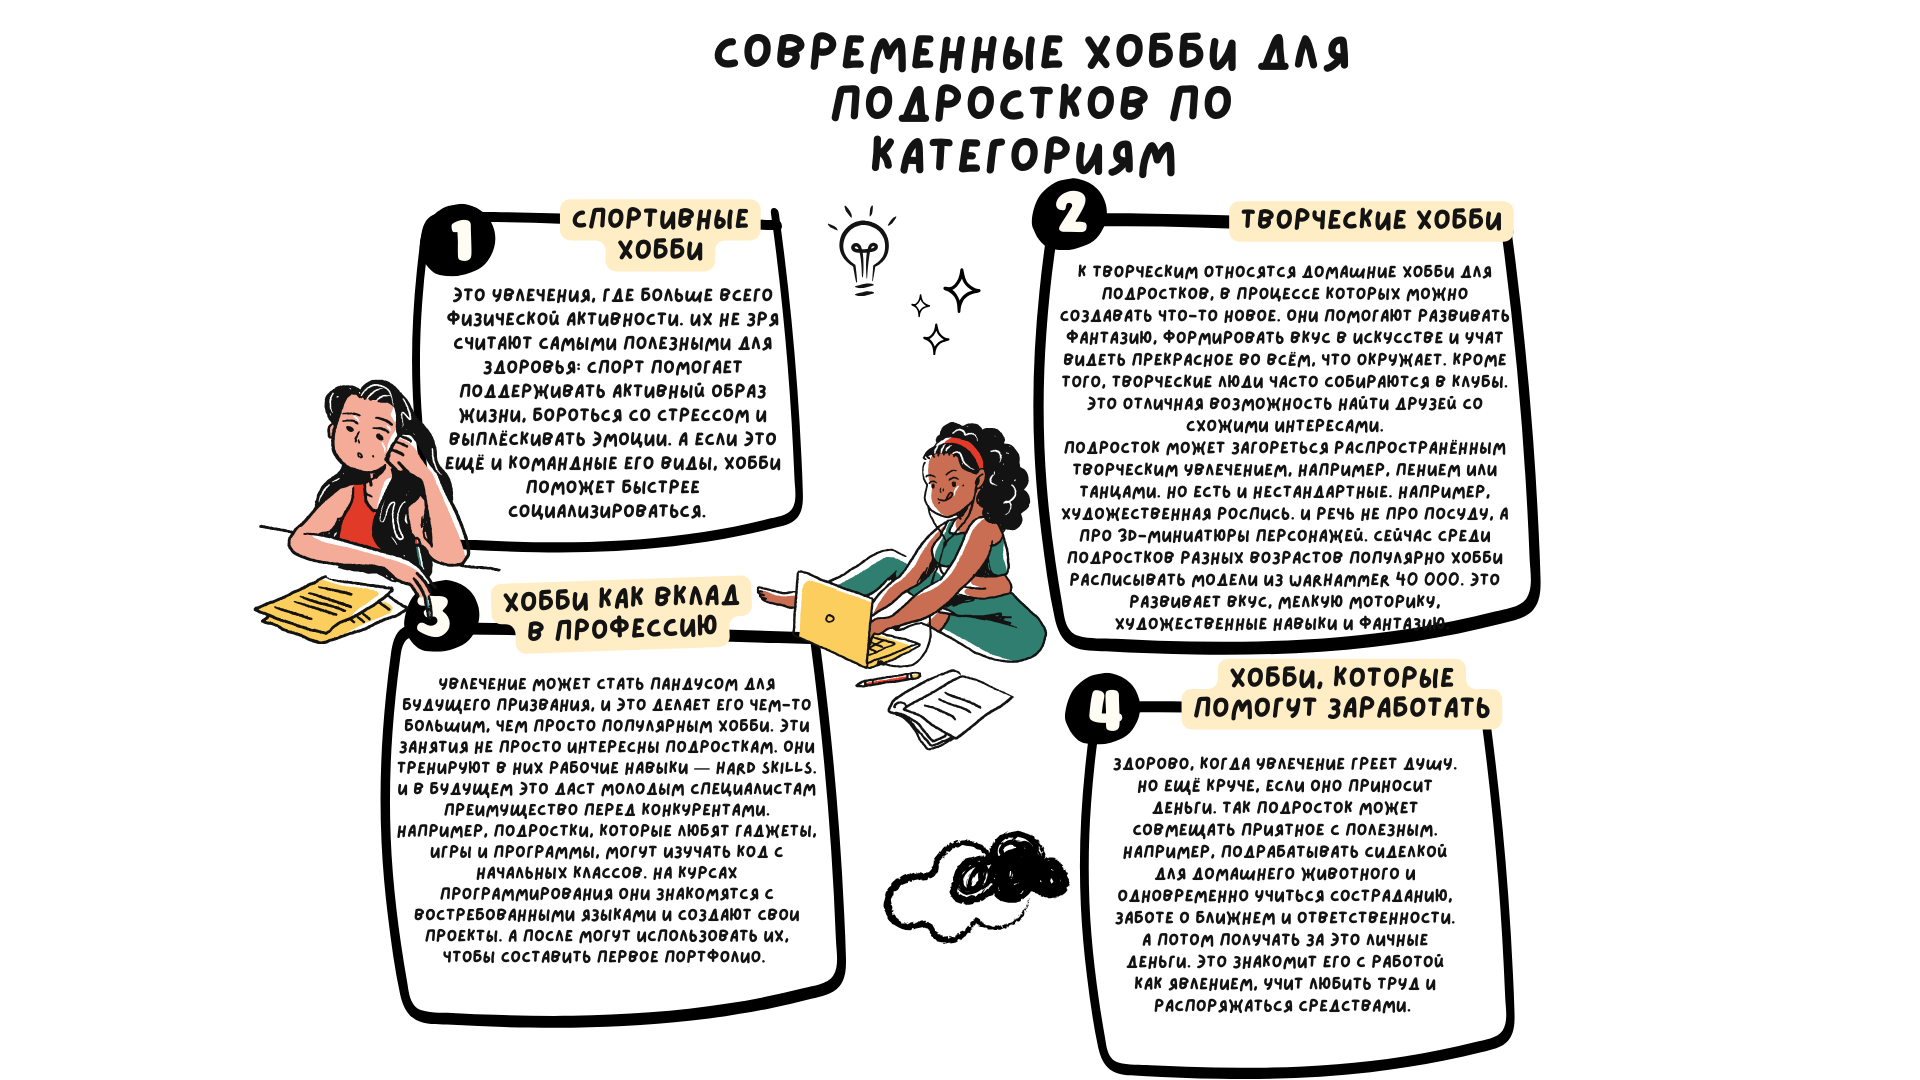 СОВРЕМЕННЫЕ ХОББИ ДЛЯ
ПОДРОСТКОВ ПО
КАТЕГОРИЯМ
1
СПОРТИВНЫЕ
ХОББИ
ЭТО УВЛЕЧЕНИЯ, ГДЕ БОЛЬШЕ ВСЕГО
ФИЗИЧЕСКОЙ АКТИВНОСТИ. ИХ НЕ ЗРЯ
СЧИТАЮТ САМЫМИ ПОЛЕЗНЫМИ ДЛЯ
ЗДОРОВЬЯ: СПОРТ ПОМОГАЕТ
ПОДДЕРЖИВАТЬ АКТИВНЫЙ ОБРАЗ
ЖИЗНИ, БОРОТЬСЯ СО СТРЕССОМ И
ВЫПЛЁСКИВАТЬ ЭМОЦИИ. А ЕСЛИ ЭТО
ЕЩЁ И КОМАНДНЫЕ ЕГО ВИДЫ, ХОББИ
ПОМОЖЕТ БЫСТРЕЕ
СОЦИАЛИЗИРОВАТЬСЯ.
2
ТВОРЧЕСКИЕ ХОББИ
К ТВОРЧЕСКИМ ОТНОСЯТСЯ ДОМАШНИЕ ХОББИ ДЛЯ
ПОДРОСТКОВ, В ПРОЦЕССЕ КОТОРЫХ МОЖНО
СОЗДАВАТЬ ЧТО-ТО НОВОЕ. ОНИ ПОМОГАЮТ РАЗВИВАТЬ
ФАНТАЗИЮ, ФОРМИРОВАТЬ ВКУС В ИСКУССТВЕ И УЧАТ
ВИДЕТЬ ПРЕКРАСНОЕ ВО ВСЁМ, ЧТО ОКРУЖАЕТ. КРОМЕ
ТОГО, ТВОРЧЕСКИЕ ЛЮДИ ЧАСТО СОБИРАЮТСЯ В КЛУБЫ.
ЭТО ОТЛИЧНАЯ ВОЗМОЖНОСТЬ НАЙТИ ДРУЗЕЙ СО
СХОЖИМИ ИНТЕРЕСАМИ.
ПОДРОСТОК МОЖЕТ ЗАГОРЕТЬСЯ РАСПРОСТРАНЁННЫМ
ТВОРЧЕСКИМ УВЛЕЧЕНИЕМ, НАПРИМЕР, ПЕНИЕМ ИЛИ
ТАНЦАМИ. НО ЕСТЬ И НЕСТАНДАРТНЫЕ. НАПРИМЕР,
ХУДОЖЕСТВЕННАЯ РОСПИСЬ. И РЕЧЬ НЕ ПРО ПОСУДУ, А
ПРО 3D-МИНИАТЮРЫ ПЕРСОНАЖЕЙ. СЕЙЧАС СРЕДИ
ПОДРОСТКОВ РАЗНЫХ ВОЗРАСТОВ ПОПУЛЯРНО ХОББИ
РАСПИСЫВАТЬ МОДЕЛИ ИЗ WARHAMMER 40 000. ЭТО
РАЗВИВАЕТ ВКУС, МЕЛКУЮ МОТОРИКУ,
ХУДОЖЕСТВЕННЫЕ НАВЫКИ И ФАНТАЗИЮ.
3
ХОББИ КАК ВКЛАД
В ПРОФЕССИЮ
УВЛЕЧЕНИЕ МОЖЕТ СТАТЬ ПАНДУСОМ ДЛЯ
БУДУЩЕГО ПРИЗВАНИЯ, И ЭТО ДЕЛАЕТ ЕГО ЧЕМ-ТО
БОЛЬШИМ, ЧЕМ ПРОСТО ПОПУЛЯРНЫМ ХОББИ. ЭТИ
ЗАНЯТИЯ НЕ ПРОСТО ИНТЕРЕСНЫ ПОДРОСТКАМ. ОНИ
ТРЕНИРУЮТ В НИХ РАБОЧИЕ НАВЫКИ — HARD SKILLS.
И В БУДУЩЕМ ЭТО ДАСТ МОЛОДЫМ СПЕЦИАЛИСТАМ
ПРЕИМУЩЕСТВО ПЕРЕД КОНКУРЕНТАМИ.
НАПРИМЕР, ПОДРОСТКИ, КОТОРЫЕ ЛЮБЯТ ГАДЖЕТЫ,
ИГРЫ И ПРОГРАММЫ, МОГУТ ИЗУЧАТЬ КОД С
НАЧАЛЬНЫХ КЛАССОВ. НА КУРСАХ
ПРОГРАММИРОВАНИЯ ОНИ ЗНАКОМЯТСЯ С
ВОСТРЕБОВАННЫМИ ЯЗЫКАМИ И СОЗДАЮТ СВОИ
ПРОЕКТЫ. А ПОСЛЕ МОГУТ ИСПОЛЬЗОВАТЬ ИХ,
ЧТОБЫ СОСТАВИТЬ ПЕРВОЕ ПОРТФОЛИО.
4
ХОББИ, КОТОРЫЕ
ПОМОГУТ ЗАРАБОТАТЬ
ЗДОРОВО, КОГДА УВЛЕЧЕНИЕ ГРЕЕТ ДУШУ.
НО ЕЩЁ КРУЧЕ, ЕСЛИ ОНО ПРИНОСИТ
ДЕНЬГИ. ТАК ПОДРОСТОК МОЖЕТ
СОВМЕЩАТЬ ПРИЯТНОЕ С ПОЛЕЗНЫМ.
НАПРИМЕР, ПОДРАБАТЫВАТЬ СИДЕЛКОЙ
ДЛЯ ДОМАШНЕГО ЖИВОТНОГО И
ОДНОВРЕМЕННО УЧИТЬСЯ СОСТРАДАНИЮ,
ЗАБОТЕ О БЛИЖНЕМ И ОТВЕТСТВЕННОСТИ.
А ПОТОМ ПОЛУЧАТЬ ЗА ЭТО ЛИЧНЫЕ
ДЕНЬГИ. ЭТО ЗНАКОМИТ ЕГО С РАБОТОЙ
КАК ЯВЛЕНИЕМ, УЧИТ ЛЮБИТЬ ТРУД И
РАСПОРЯЖАТЬСЯ СРЕДСТВАМИ.